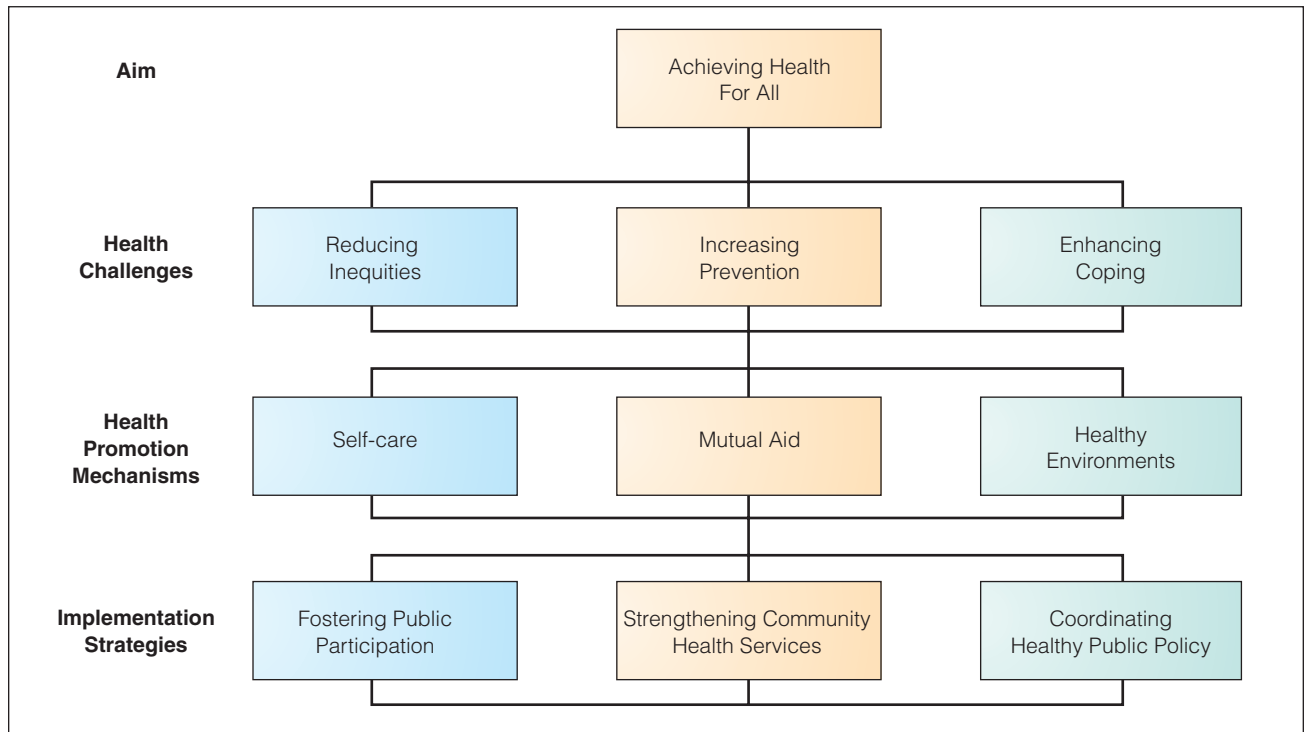 Aim
Achieving Health
For All
Health
Challenges
Reducing
Inequities
Increasing
Prevention
Enhancing
Coping
Health
Promotion
Mechanisms
Self-care
Mutual Aid
Healthy
Environments
Implementation
Strategies
Fostering Public
Participation
Strengthening Community
Health Services
Coordinating
Healthy Public Policy